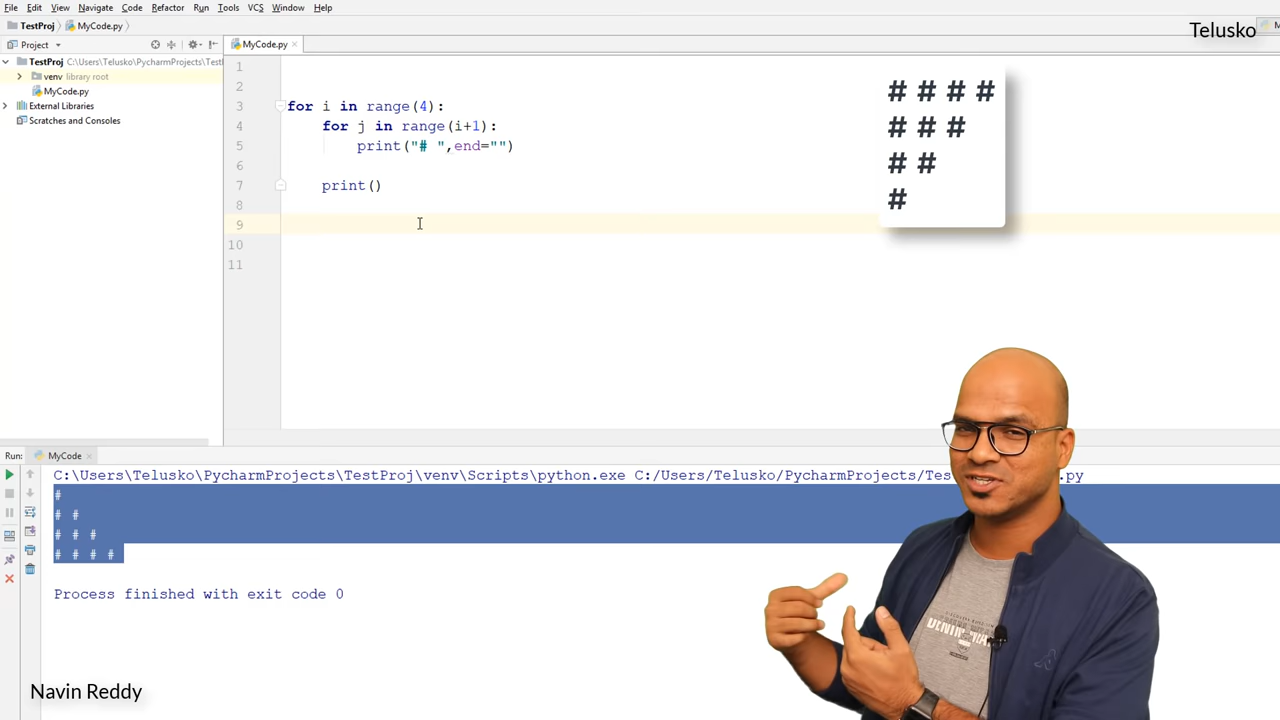 File Edit View Navigate Code Refactor Run Tools VCS Window Help
TestProj MyCode.py
Telusko
Project
MyCode.py
TestProj C:\Users\Telusko\PycharmProjects\Test
venv library root
MyCode.py
External Libraries
Scratches and Consoles
1
2
3 for i in range(4):
4 for j in range(i+1):
5 print("# ",end="")
6
7 print()
8
9
10
11
# # # #
# # #
# #
#
Run: MyCode
C:\Users\Telusko\PycharmProjects\TestProj\venv\Scripts\python.exe C:/Users/Telusko/PycharmProjects/Tes .py
#
# #
# # #
# # # #
Process finished with exit code 0
Navin Reddy